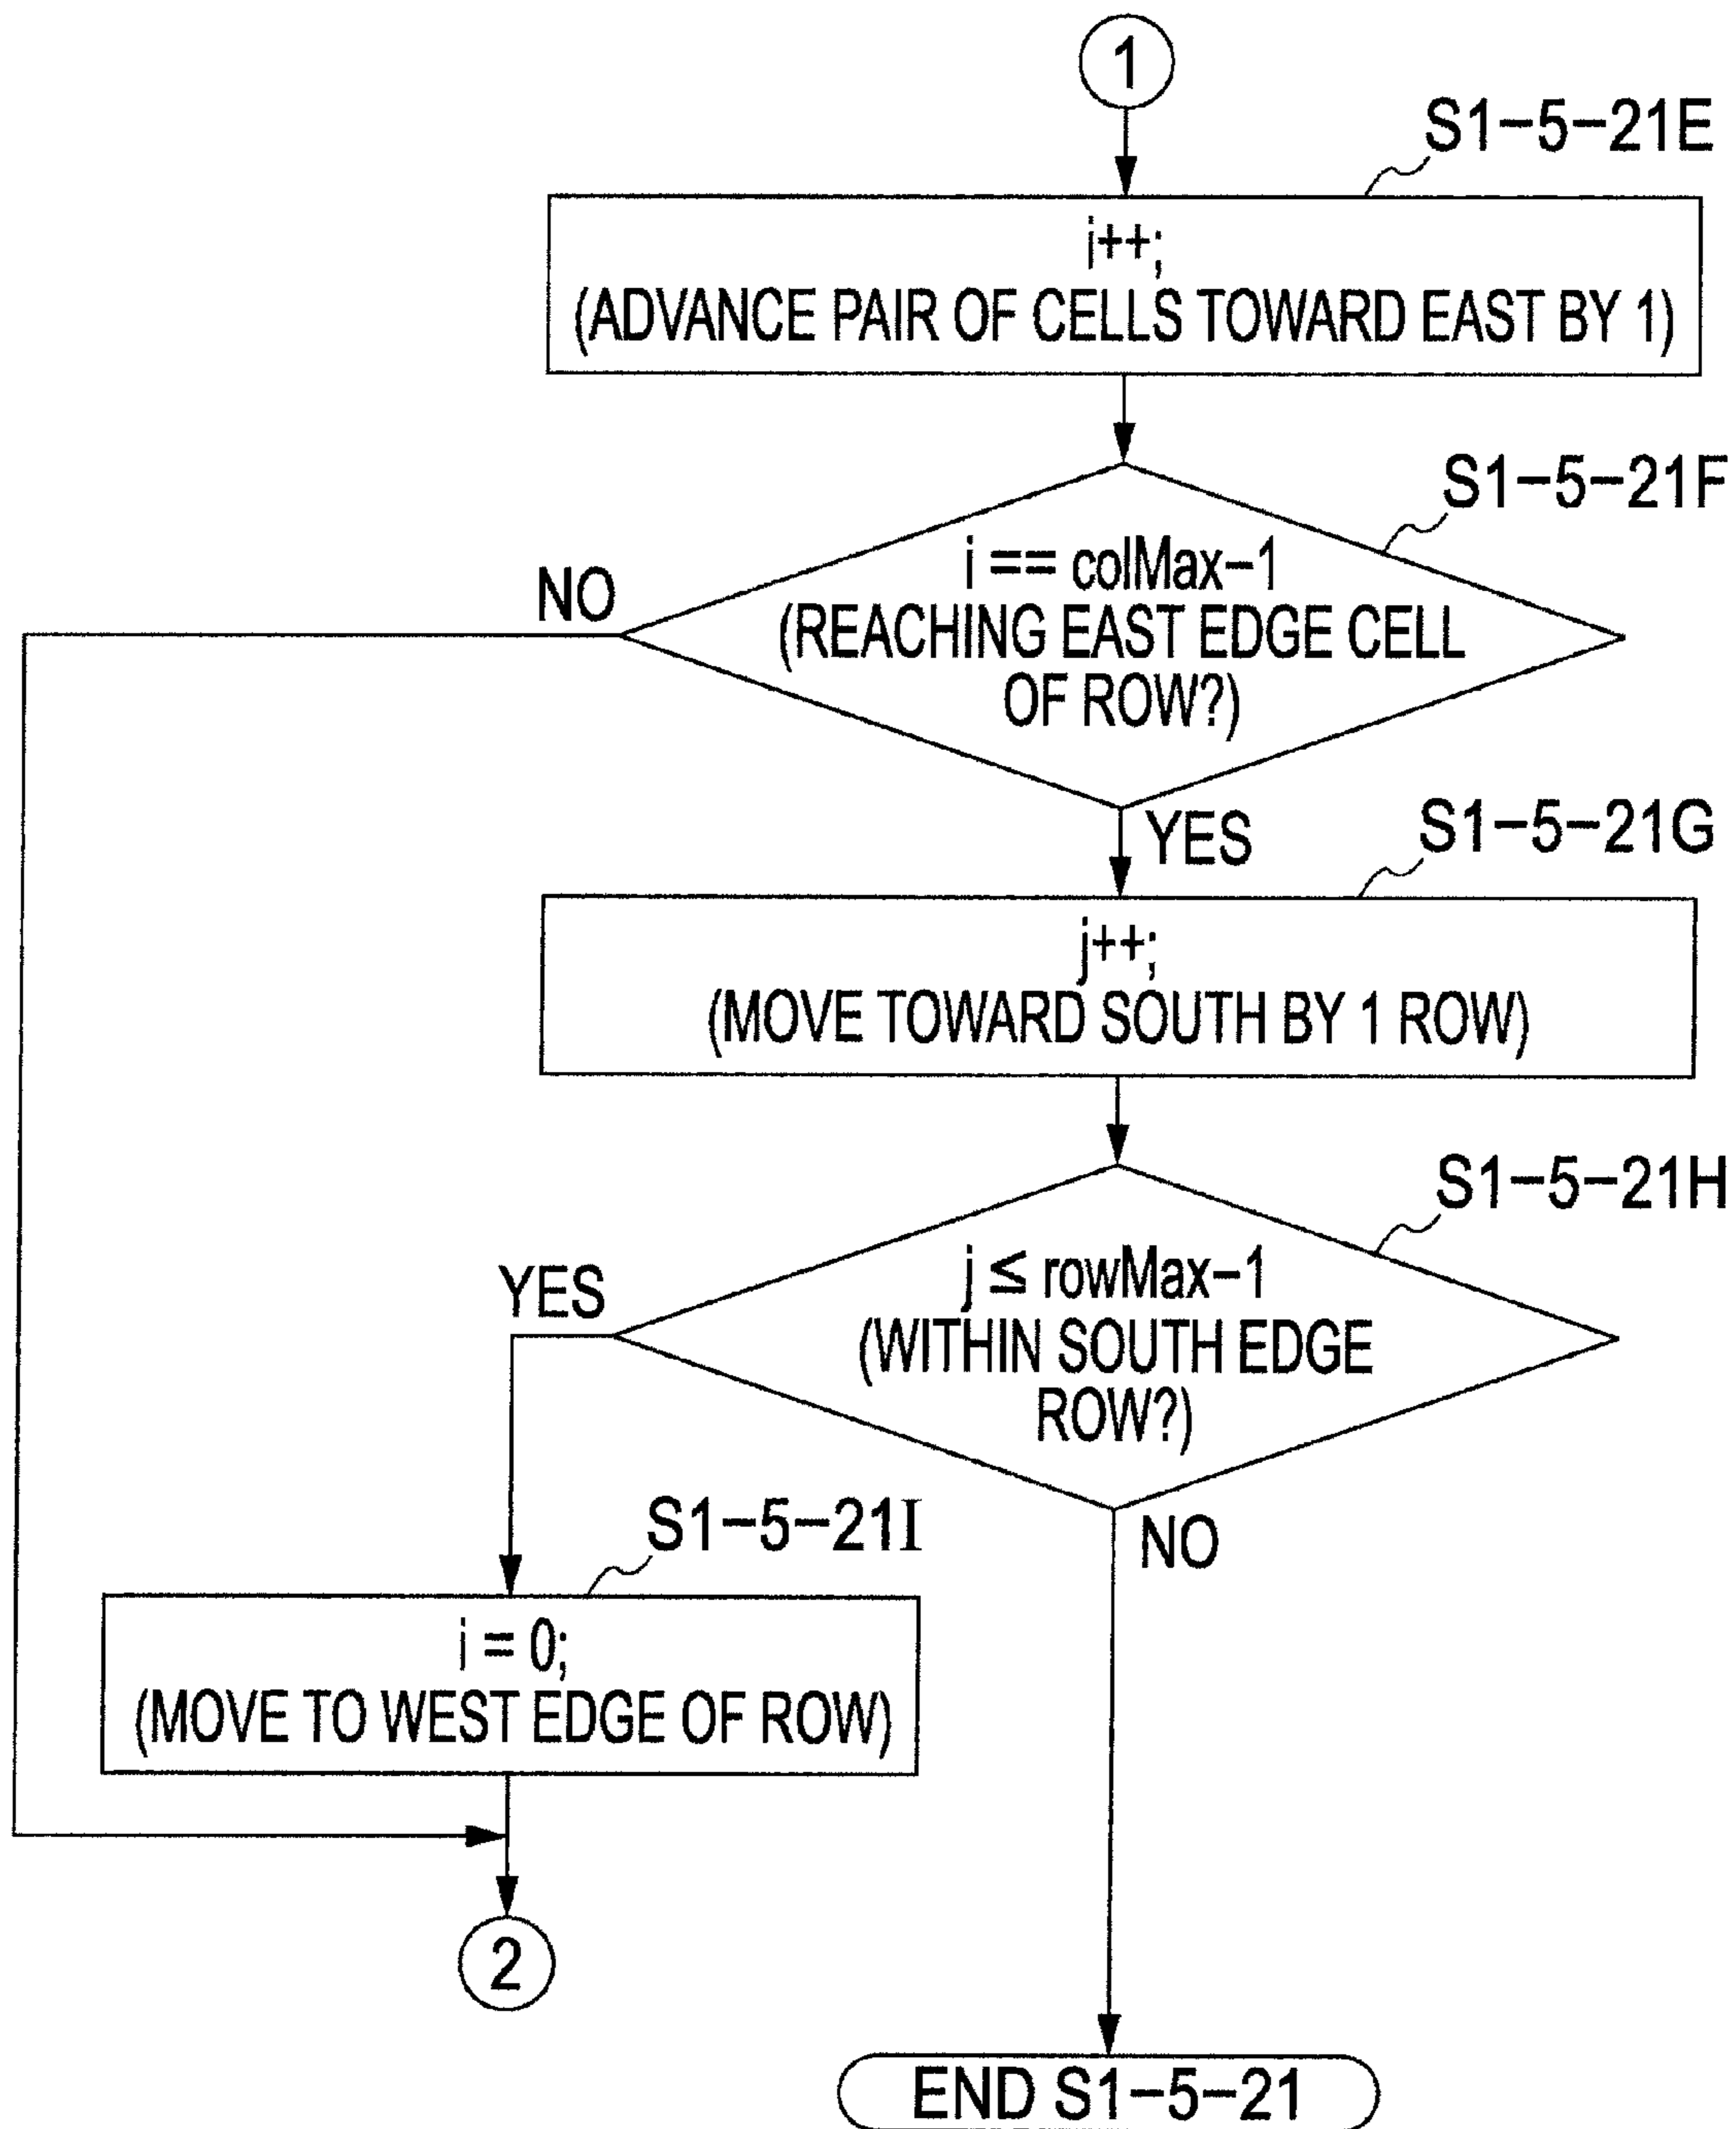 1
S1-5-21E
i++;
(ADVANCE PAIR OF CELLS TOWARD EAST BY 1)
S1-5-21F
i == colMax-1
NO
(REACHING EAST EDGE CELL
OF ROW?)
YES
S1-5-21G
j++;
(MOVE TOWARD SOUTH BY 1 ROW)
S1-5-21H
j ≤ rowMax-1
YES
(WITHIN SOUTH EDGE
ROW?)
NO
S1-5-21I
i = 0;
(MOVE TO WEST EDGE OF ROW)
2
END S1-5-21